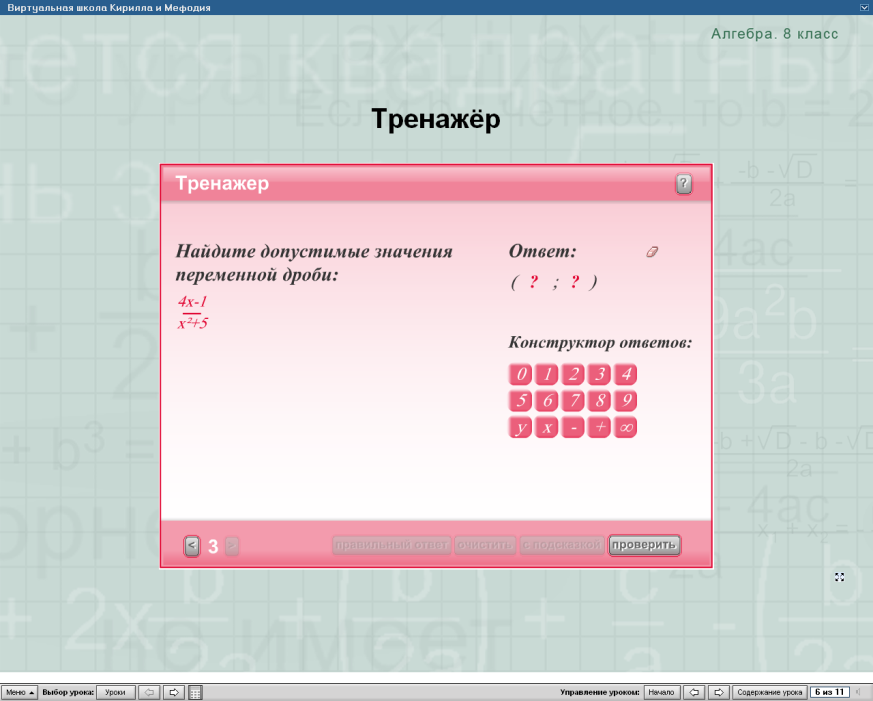 Виртуальная школа Кирилла и Мефодия
Алгебра. 8 класс
Тренажёр
Тренажер
?
Найдите допустимые значения
переменной дроби:
4x-1
x²+5
Ответ:
( ? ; ? )
Конструктор ответов:
0 1 2 3 4
5 6 7 8 9
y x - + ∞
< 3 >
правильный ответ очистить с подсказкой проверить
Меню Выбор урока: Уроки
Управление уроком: Начало Содержание урока 6 из 11